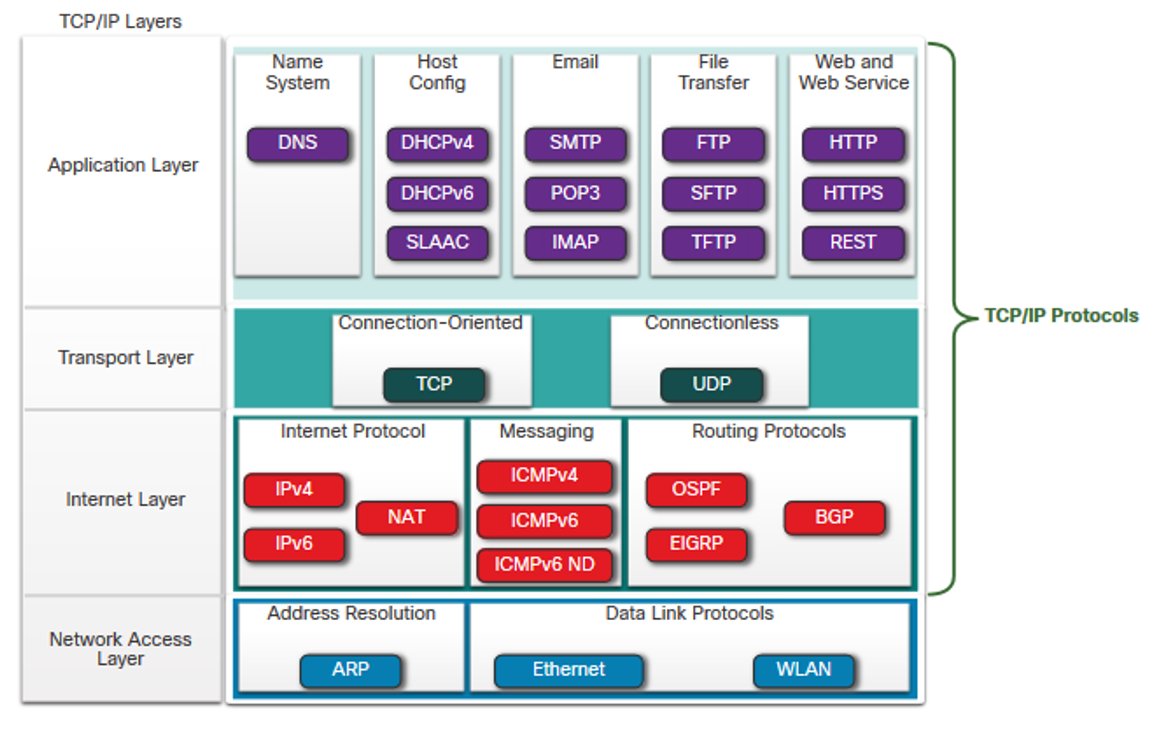 TCP/IP Layers
Application Layer
Name
System
DNS
Host
Config
DHCPv4
DHCPv6
SLAAC
Email
SMTP
POP3
IMAP
File
Transfer
FTP
SFTP
TFTP
Web and
Web Service
HTTP
HTTPS
REST
TCP/IP Protocols
Transport Layer
Connection-Oriented
TCP
Connectionless
UDP
Internet Layer
Internet Protocol
IPv4
IPv6
NAT
Messaging
ICMPv4
ICMPv6
ICMPv6 ND
Routing Protocols
OSPF
EIGRP
BGP
Network Access
Layer
Address Resolution
ARP
Data Link Protocols
Ethernet
WLAN